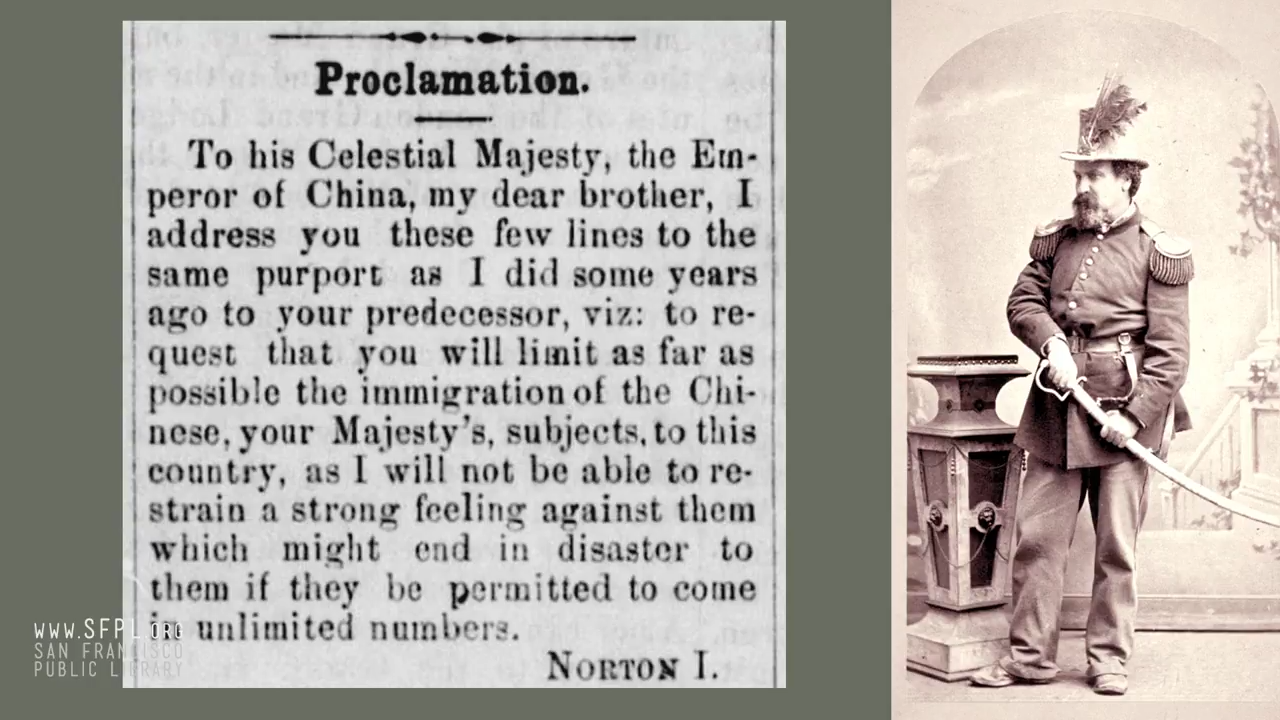 Proclamation.
To his Celestial Majesty, the Em-
peror of China, my dear brother, I
address you these few lines to the
same purport as I did some years
ago to your predecessor, viz: to re-
quest that you will limit as far as
possible the immigration of the Chi-
nese, your Majesty's, subjects, to this
country, as I will not be able to re-
strain a strong feeling against them
which might end in disaster to
them if they be permitted to come
in unlimited numbers.
NORTON I.
WWW.SFPL.ORG
SAN FRANCISCO
PUBLIC LIBRARY